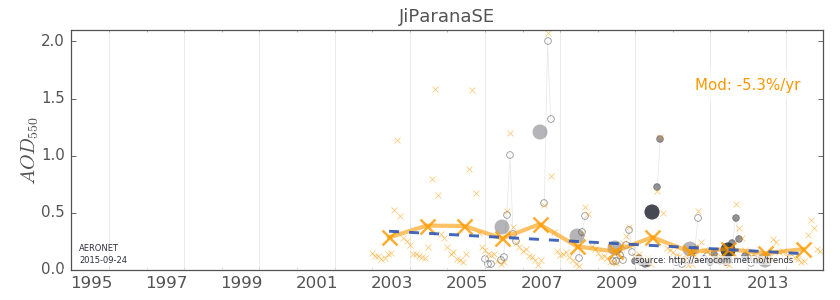 JiParanaSE
2.0
1.5
1.0
0.5
0.0
AOD550
Mod: -5.3%/yr
AERONET
2015-09-24
source: http://aerocom.met.no/trends
1995 1997 1999 2001 2003 2005 2007 2009 2011 2013